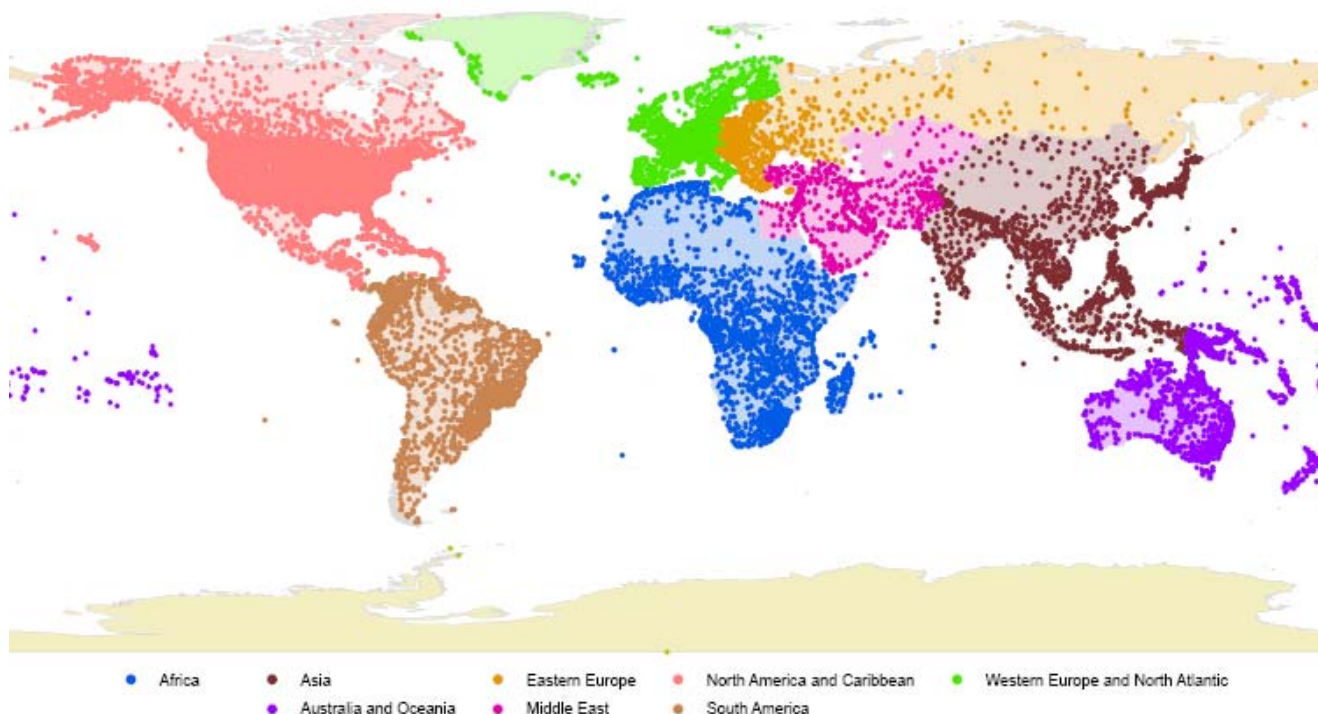 Africa Asia Eastern Europe North America and Caribbean Western Europe and North Atlantic
Australia and Oceania Middle East South America